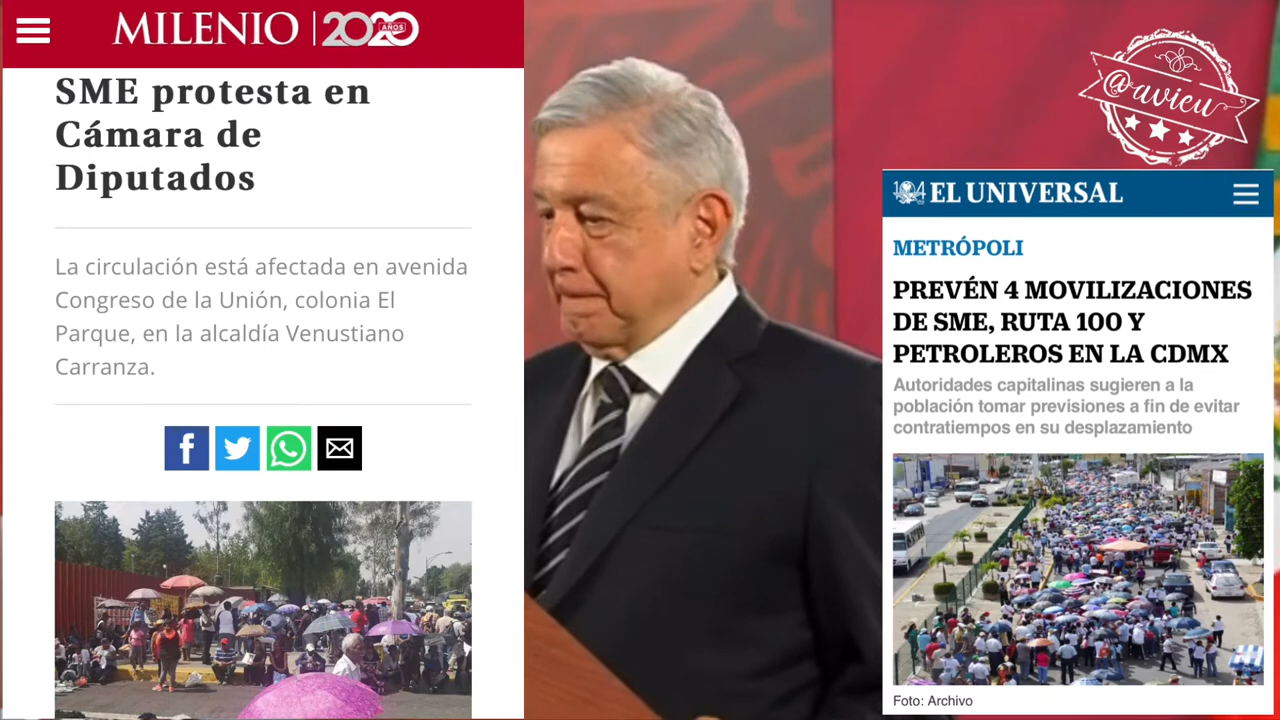 MILENIO | 2020
AÑOS
SME protesta en
Cámara de
Diputados
La circulación está afectada en avenida
Congreso de la Unión, colonia El
Parque, en la alcaldía Venustiano
Carranza.
@avieu
104 EL UNIVERSAL
METRÓPOLI
PREVÉN 4 MOVILIZACIONES
DE SME, RUTA 100 Y
PETROLEROS EN LA CDMX
Autoridades capitalinas sugieren a la
población tomar previsiones a fin de evitar
contratiempos en su desplazamiento
Foto: Archivo